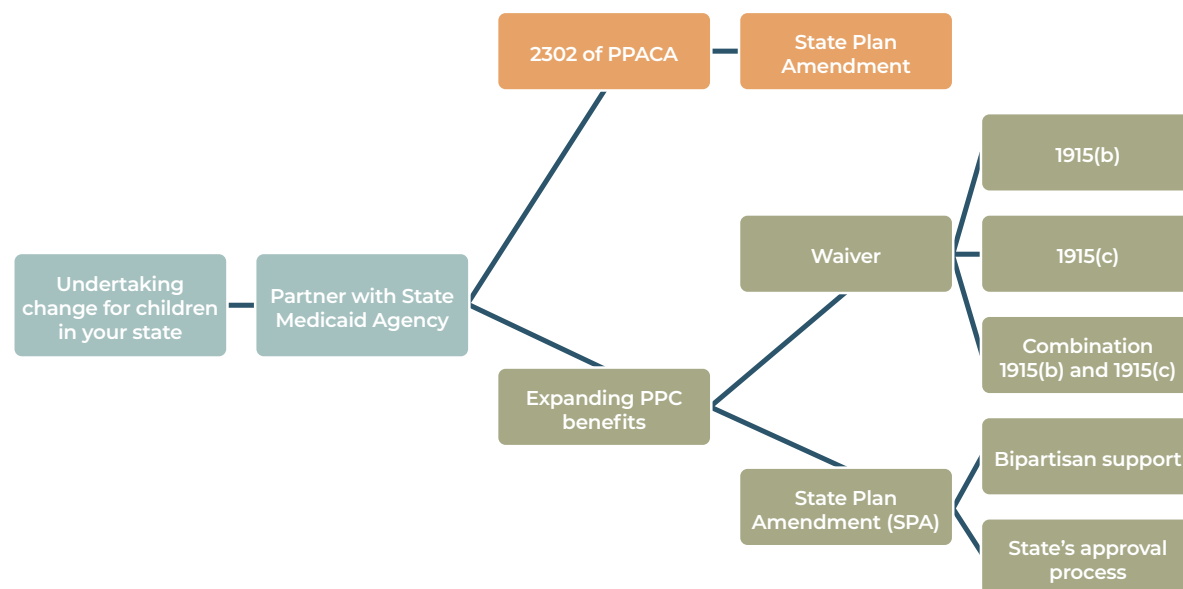 2302 of PPACA
State Plan
Amendment
1915(b)
Waiver
1915(c)
Undertaking
change for children
in your state
Partner with State
Medicaid Agency
Combination
1915(b) and 1915(c)
Expanding PPC
benefits
Bipartisan support
State Plan
Amendment (SPA)
State's approval
process